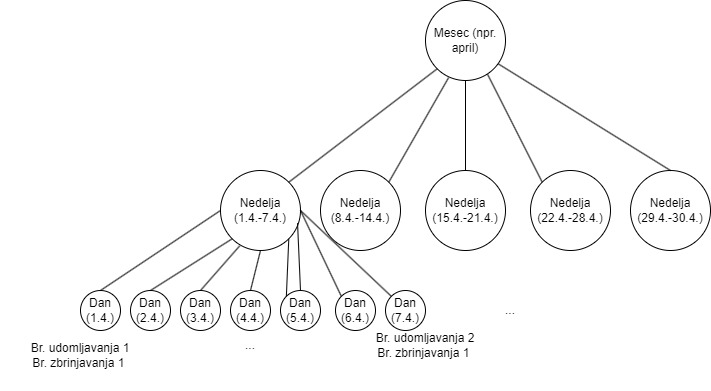 Mesec (npr.
april)
Nedelja
(1.4.-7.4.)
Nedelja
(8.4.-14.4.)
Nedelja
(15.4.-21.4.)
Nedelja
(22.4.-28.4.)
Nedelja
(29.4.-30.4.)
Dan
(1.4.)
Dan
(2.4.)
Dan
(3.4.)
Dan
(4.4.)
Dan
(5.4.)
Dan
(6.4.)
Dan
(7.4.)
...
Br. udomljavanja 1
Br. zbrinjavanja 1
...
Br. udomljavanja 2
Br. zbrinjavanja 1